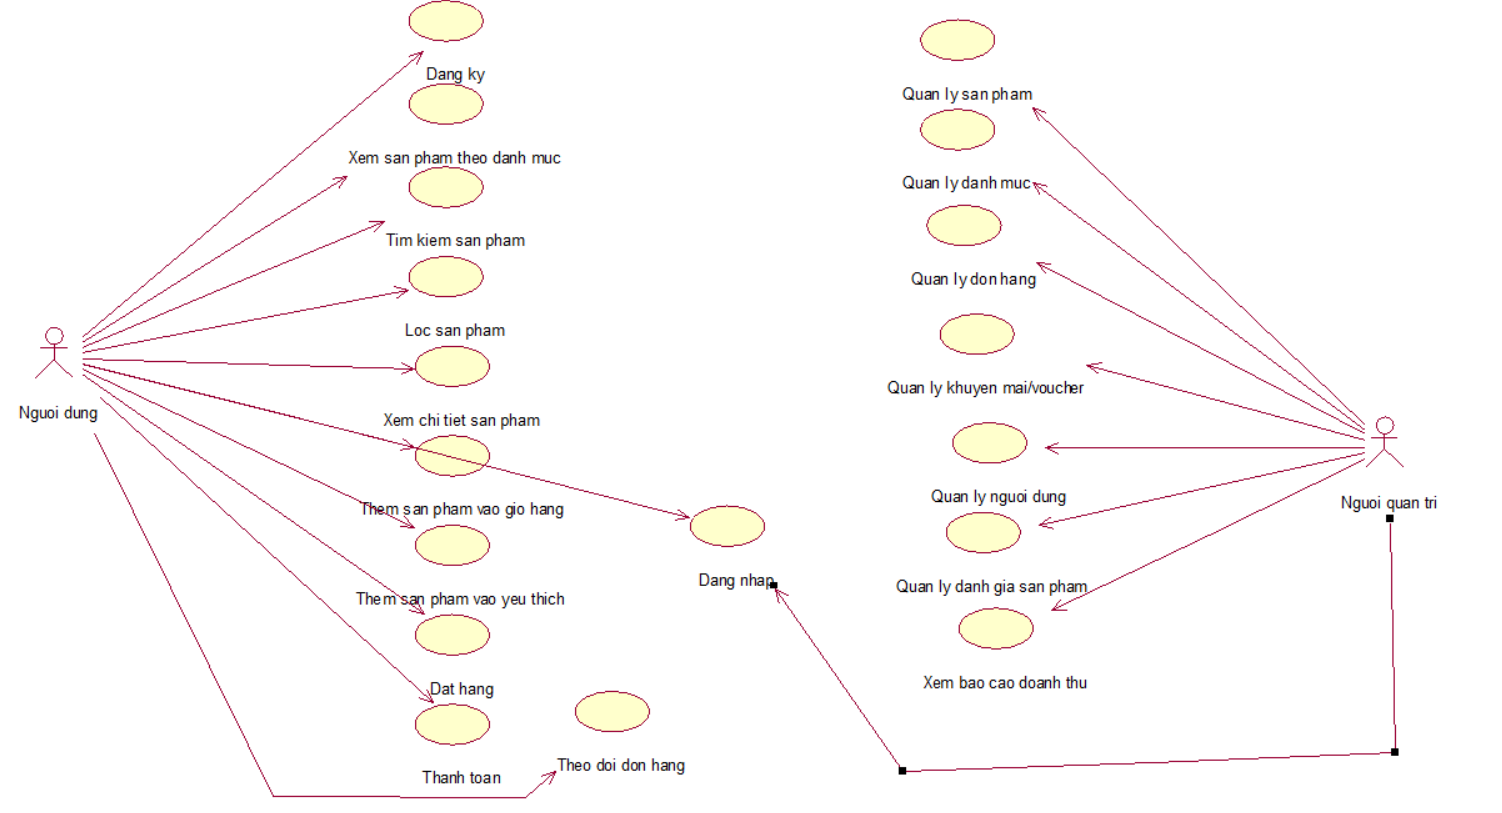 Dang ky
Xem san pham theo danh muc
Tim kiem san pham
Loc san pham
Nguoi dung
Xem chi tiet san pham
Them san pham vao gio hang
Them san pham vao yeu thich
Dat hang
Thanh toan
Theo doi don hang
Dang nhap
Quan ly san pham
Quan ly danh muc
Quan ly don hang
Quan ly khuyen mai/voucher
Quan ly nguoi dung
Quan ly danh gia san pham
Xem bao cao doanh thu
Nguoi quan tri